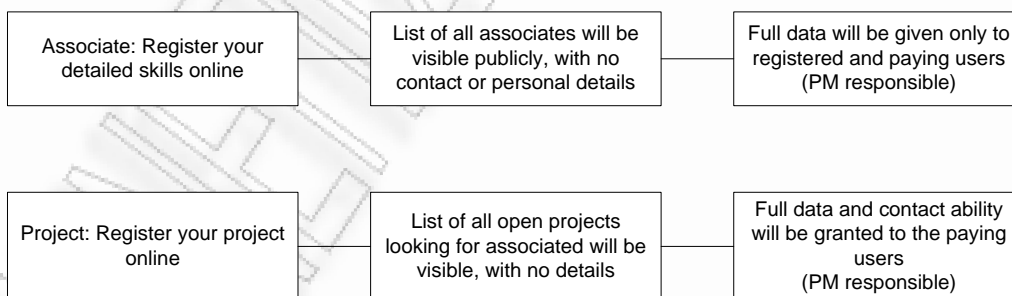 Associate: Register your
detailed skills online
List of all associates will be
visible publicly, with no
contact or personal details
Full data will be given only to
registered and paying users
(PM responsible)
Project: Register your project
online
List of all open projects
looking for associated will be
visible, with no details
Full data and contact ability
will be granted to the paying
users
(PM responsible)